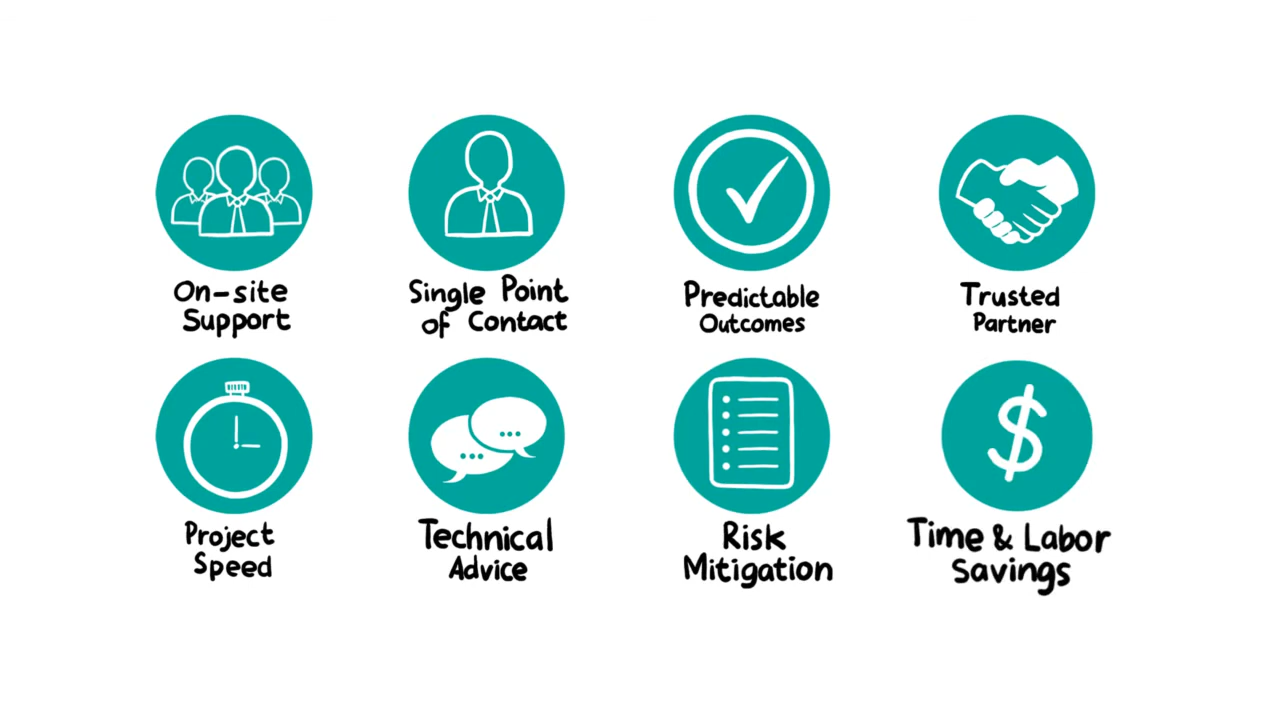 On-site
Support
Single Point
of Contact
Predictable
Outcomes
Trusted
Partner
Project
Speed
Technical
Advice
Risk
Mitigation
Time & Labor
Savings